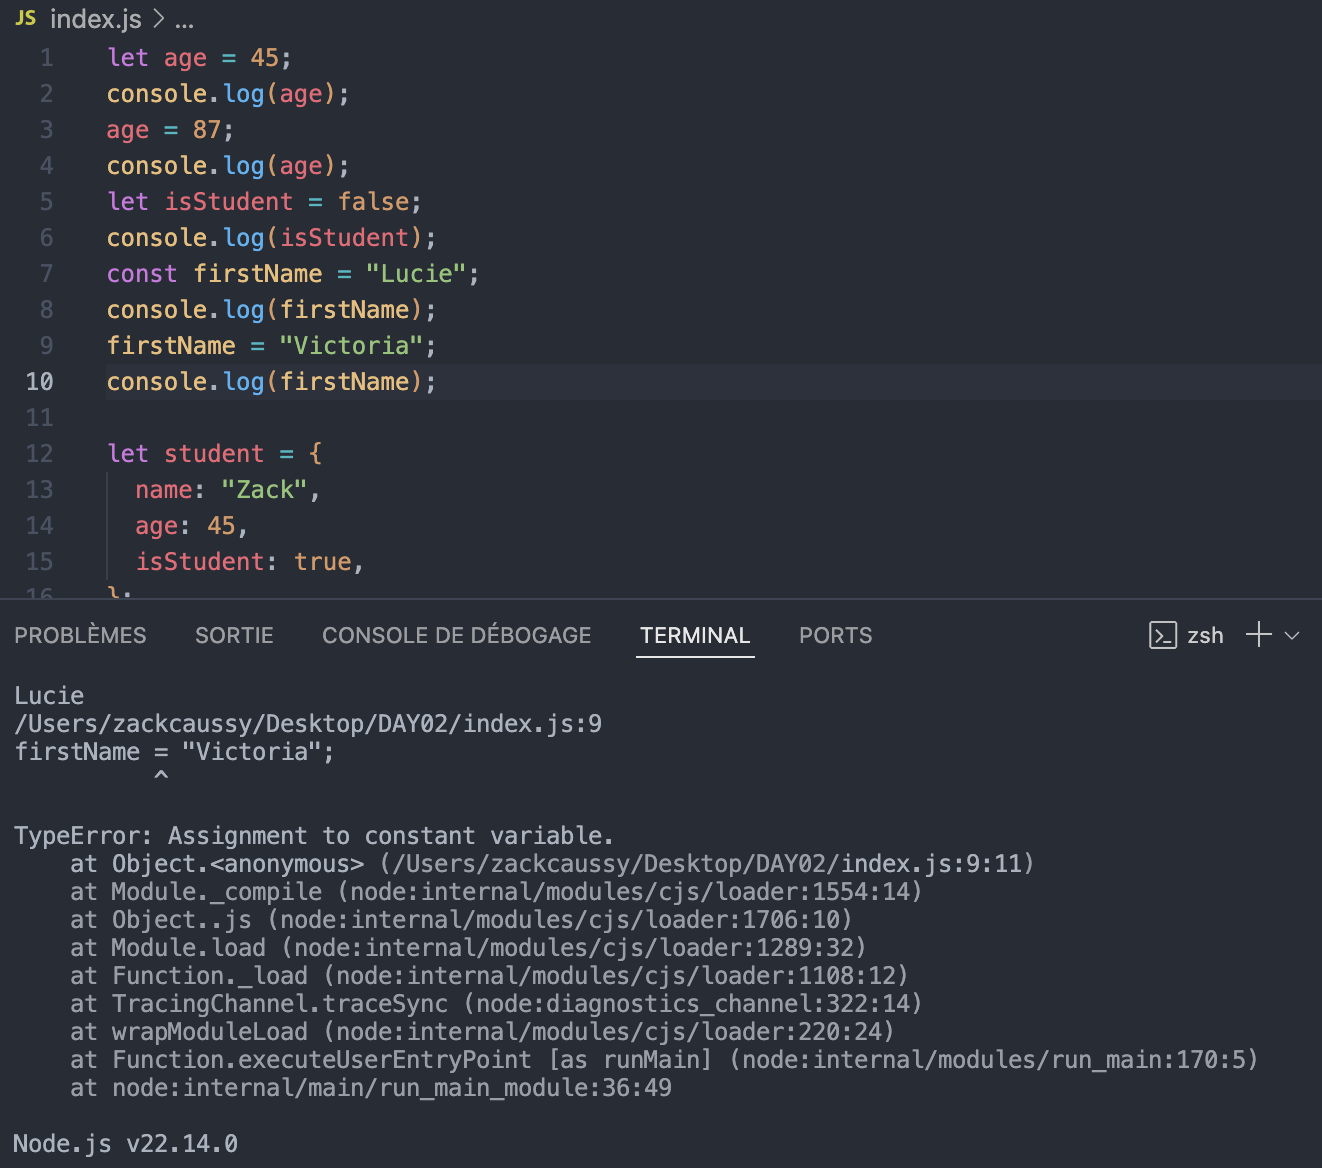 JS index.js > ...
1 let age = 45;
2 console.log(age);
3 age = 87;
4 console.log(age);
5 let isStudent = false;
6 console.log(isStudent);
7 const firstName = "Lucie";
8 console.log(firstName);
9 firstName = "Victoria";
10 console.log(firstName);
11
12 let student = {
13 name: "Zack",
14 age: 45,
15 isStudent: true,
16 };
PROBLÈMES SORTIE CONSOLE DE DÉBOGAGE TERMINAL PORTS zsh
Lucie
/Users/zackcaussy/Desktop/DAY02/index.js:9
firstName = "Victoria";
^
TypeError: Assignment to constant variable.
at Object.<anonymous> (/Users/zackcaussy/Desktop/DAY02/index.js:9:11)
at Module._compile (node:internal/modules/cjs/loader:1554:14)
at Object..js (node:internal/modules/cjs/loader:1706:10)
at Module.load (node:internal/modules/cjs/loader:1289:32)
at Function._load (node:internal/modules/cjs/loader:1108:12)
at TracingChannel.traceSync (node:diagnostics_channel:322:14)
at wrapModuleLoad (node:internal/modules/cjs/loader:220:24)
at Function.executeUserEntryPoint [as runMain] (node:internal/modules/run_main:170:5)
at node:internal/main/run_main_module:36:49
Node.js v22.14.0